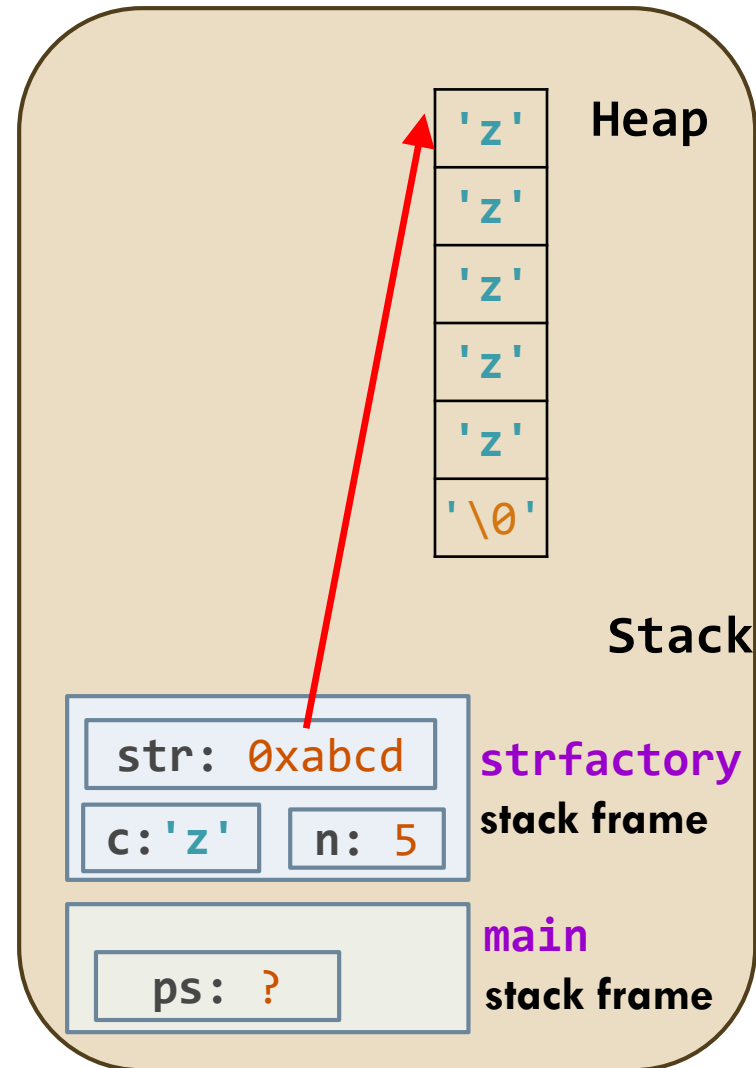 'z' Heap
'z'
'z'
'z'
'z'
'\0'
Stack
str: 0xabcd
strfactory
c:'z' n: 5
stack frame
main
ps: ?
stack frame